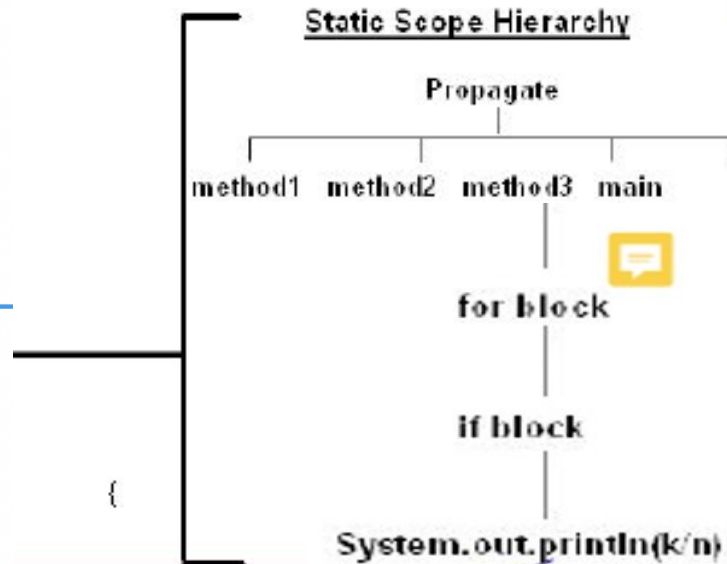 Static Scope Hierarchy
Propagate
method1 method2 method3 main
for block
if block
{
System.out.println(k/n)